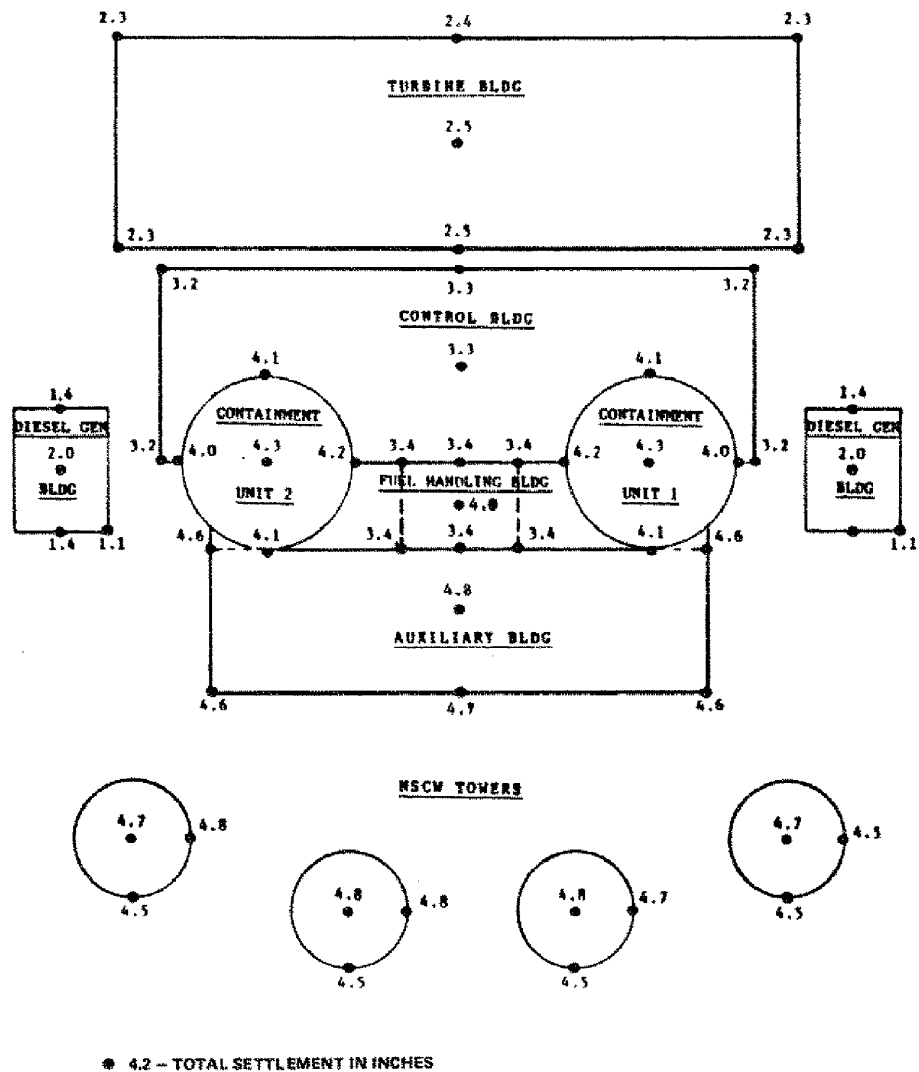 2.3 2.4 2.3
TURBINE BLDG
2.5
2.3 2.5 2.3
3.2 3.3 3.2
CONTROL BLDG
3.3
4.1 4.1
1.4 1.4
DIESEL GEN CONTAINMENT CONTAINMENT DIESEL GEN
2.0 3.2 4.0 4.3 4.2 3.4 3.4 3.4 4.2 4.3 4.0 3.2 2.0
BLDG UNIT 2 FUEL HANDLING BLDG UNIT 1 BLDG
1.4 1.1 4.6 4.1 3.4 3.4 3.4 4.1 4.6 1.1
4.8
AUXILIARY BLDG
4.6 4.7 4.6
NSCW TOWERS
4.7 4.8 4.7
4.8 4.8 4.8 4.7
4.5
4.5 4.5
4.2 – TOTAL SETTLEMENT IN INCHES